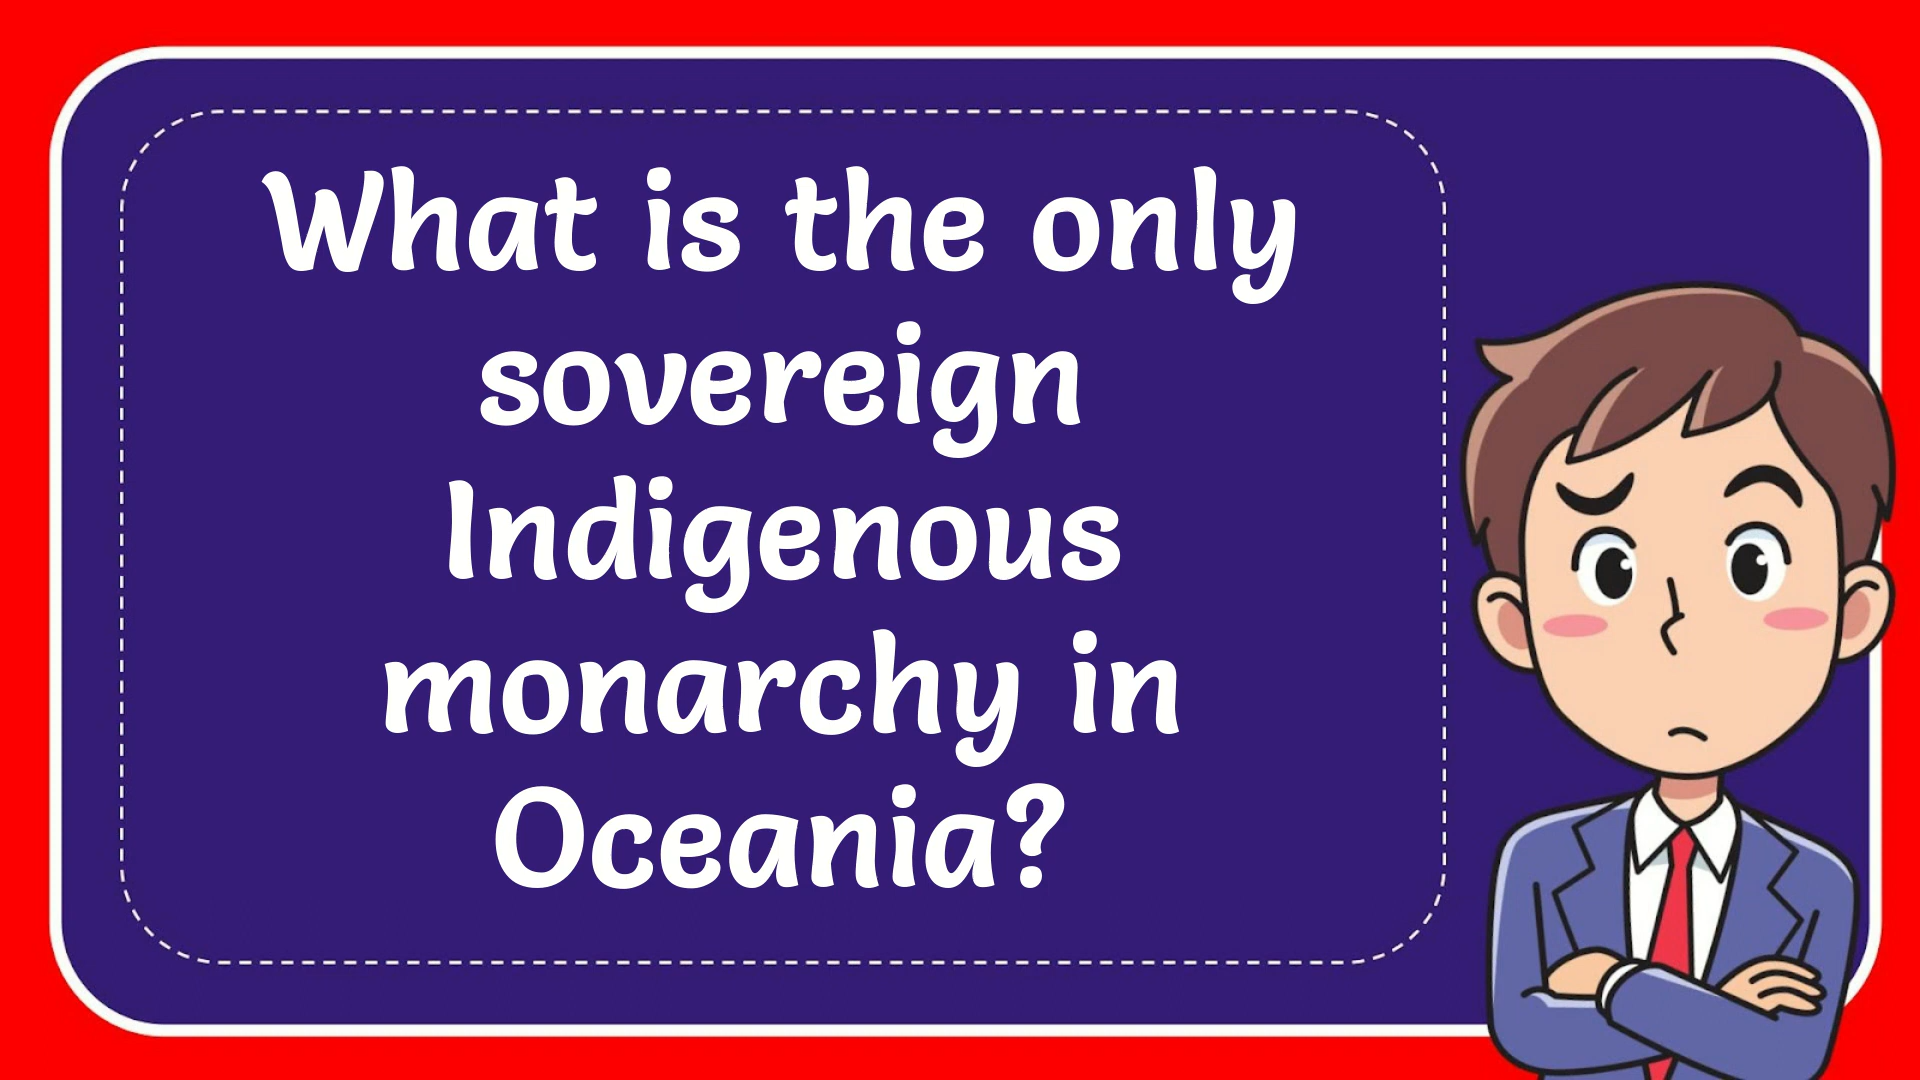 What is the only
sovereign
Indigenous
monarchy in
Oceania?